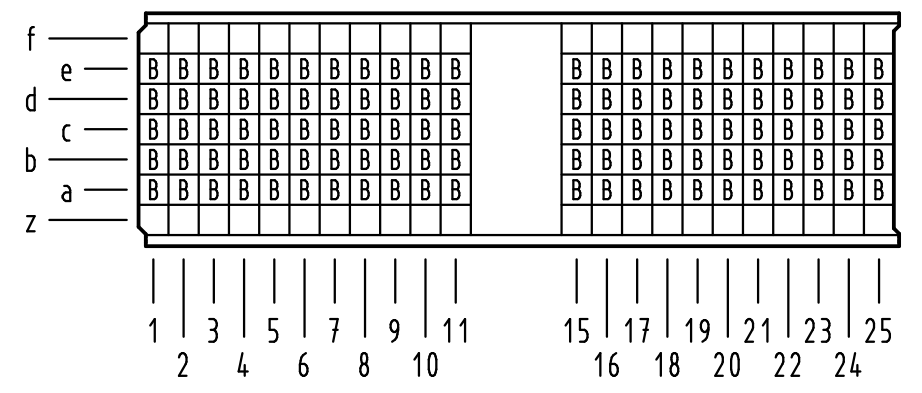 f
e B B B B B B B B B B B B B B B B B B B B B B
d B B B B B B B B B B B B B B B B B B B B B B
c B B B B B B B B B B B B B B B B B B B B B B
b B B B B B B B B B B B B B B B B B B B B B B
a B B B B B B B B B B B B B B B B B B B B B B
z
1 3 5 7 9 11 15 17 19 21 23 25
2 4 6 8 10 16 18 20 22 24